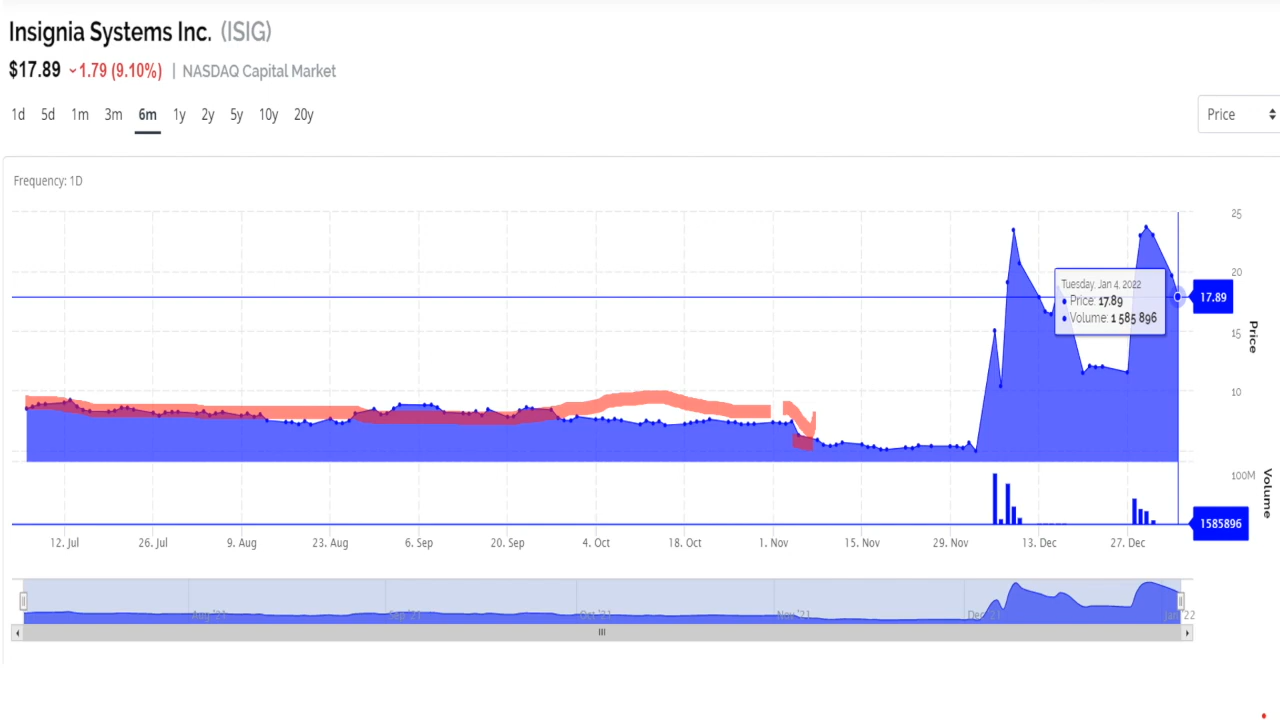 Insignia Systems Inc. (ISIG)
$17.89 1.79 (9.10%) | NASDAQ Capital Market
1d 5d 1m 3m 6m 1y 2y 5y 10y 20y
Price
Frequency: 1D
25
20
15
10
Price
Tuesday, Jan 4, 2022
Price: 17.89
Volume: 1 585 896
17.89
100M
Volume
1585896
12. Jul 26. Jul 9. Aug 23. Aug 6. Sep 20. Sep 4. Oct 18. Oct 1. Nov 15. Nov 29. Nov 13. Dec 27. Dec
Aug '21 Sep '21 Oct '21 Nov '21 Dec '21 Jan '22